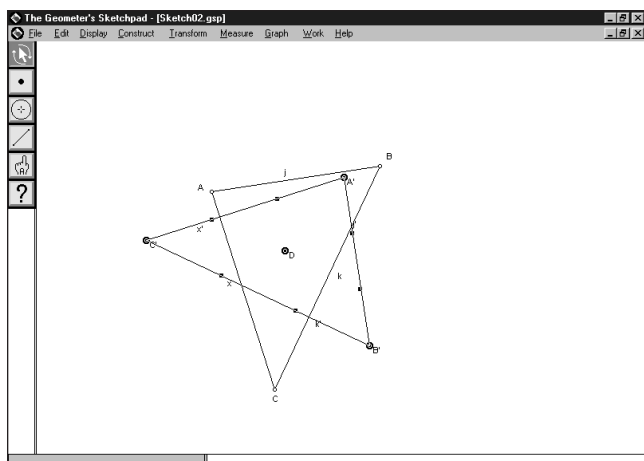 The Geometer's Sketchpad - [Sketch02.gsp]
File Edit Display Construct Transform Measure Graph Work Help
B
j
A'
A
x'
C'
D
k
x
k'
B'
C
A
?